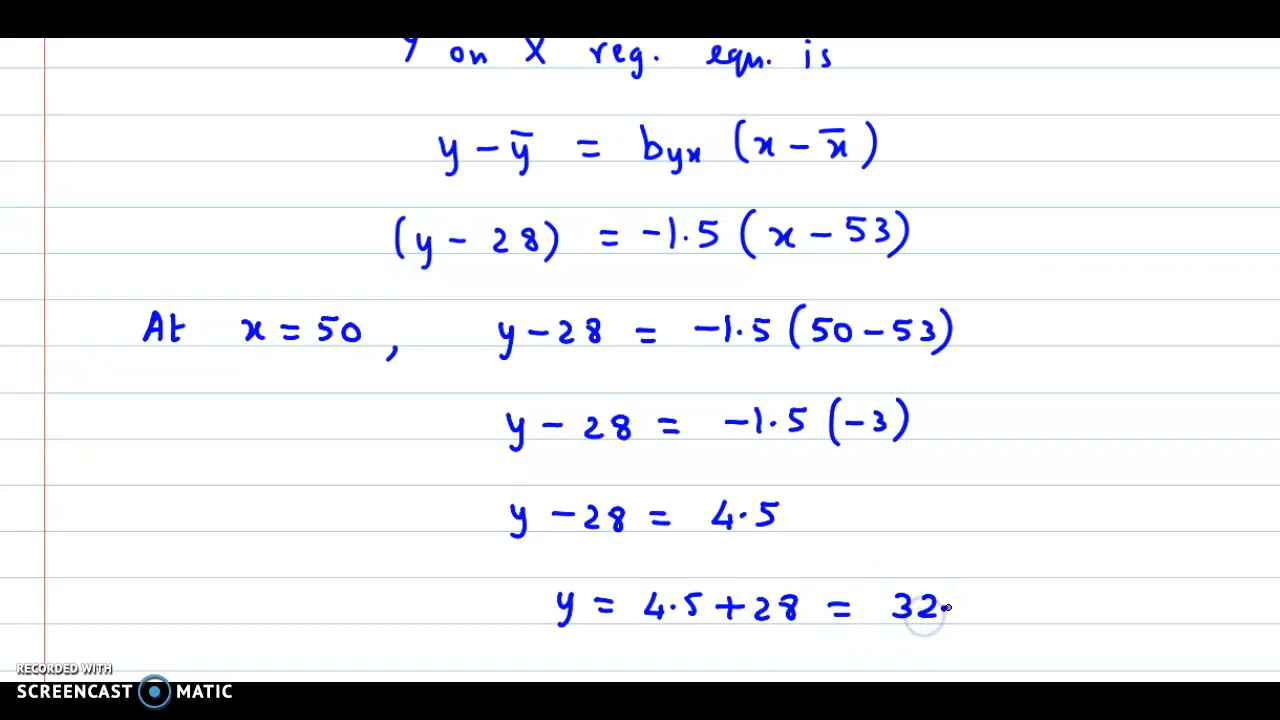 Y on X reg. eqn. is
y - ȳ = byx (x - x̄)
(y - 28) = -1.5 (x - 53)
At x = 50, y - 28 = -1.5 (50 - 53)
y - 28 = -1.5 (-3)
y - 28 = 4.5
y = 4.5 + 28 = 32.
RECORDED WITH
SCREENCAST MATIC